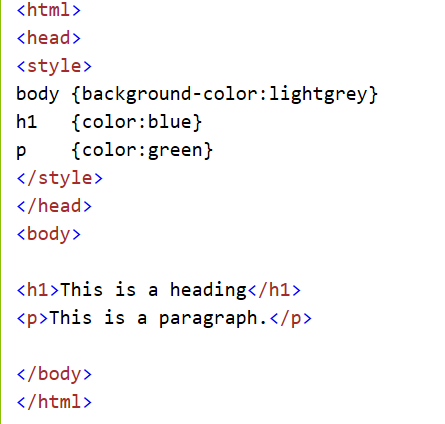 <html>
<head>
<style>
body {background-color:lightgrey}
h1   {color:blue}
p    {color:green}
</style>
</head>
<body>
<h1>This is a heading</h1>
<p>This is a paragraph.</p>
</body>
</html>